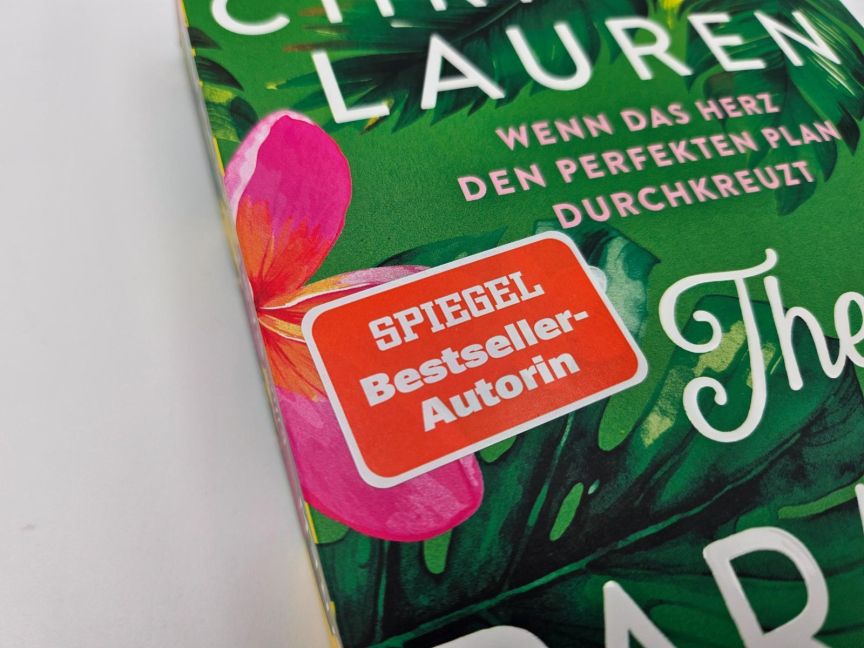 LAUREN
WENN DAS HERZ
DEN PERFEKTEN PLAN
DURCHKREUZT
SPIEGEL
Bestseller-
Autorin
The